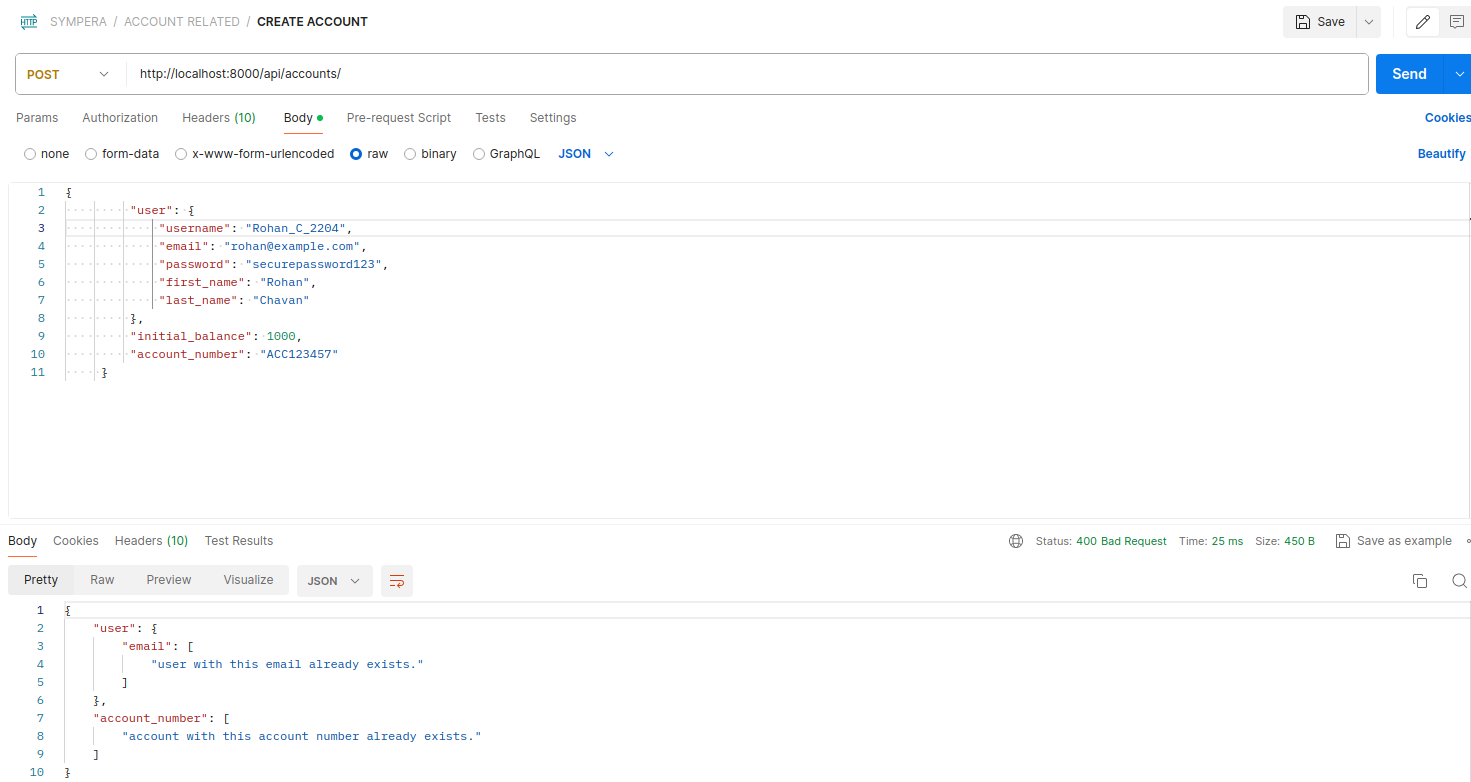 HTTP SYMPERA / ACCOUNT RELATED / CREATE ACCOUNT Save
POST http://localhost:8000/api/accounts/ Send
Params Authorization Headers (10) Body Pre-request Script Tests Settings Cookies
none form-data x-www-form-urlencoded raw binary GraphQL JSON Beautify
1 {
2 "user": {
3 "username": "Rohan_C_2204",
4 "email": "rohan@example.com",
5 "password": "securepassword123",
6 "first_name": "Rohan",
7 "last_name": "Chavan"
8 },
9 "initial_balance": 1000,
10 "account_number": "ACC123457"
11 }
Body Cookies Headers (10) Test Results Status: 400 Bad Request Time: 25 ms Size: 450 B Save as example
Pretty Raw Preview Visualize JSON
1 {
2 "user": {
3 "email": [
4 "user with this email already exists."
5 ]
6 },
7 "account_number": [
8 "account with this account number already exists."
9 ]
10 }